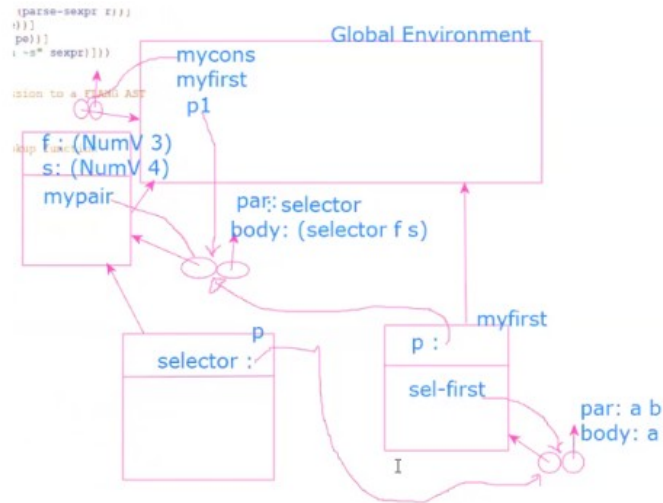 (parse-sexpr r)));
))]
pe))]
-s" sexpr)]))
Global Environment
mycons
myfirst
p1
f : (NumV 3)
s: (NumV 4)
mypair
par: : selector
body: (selector f s)
p
selector :
myfirst
p :
sel-first
par: a b
body: a